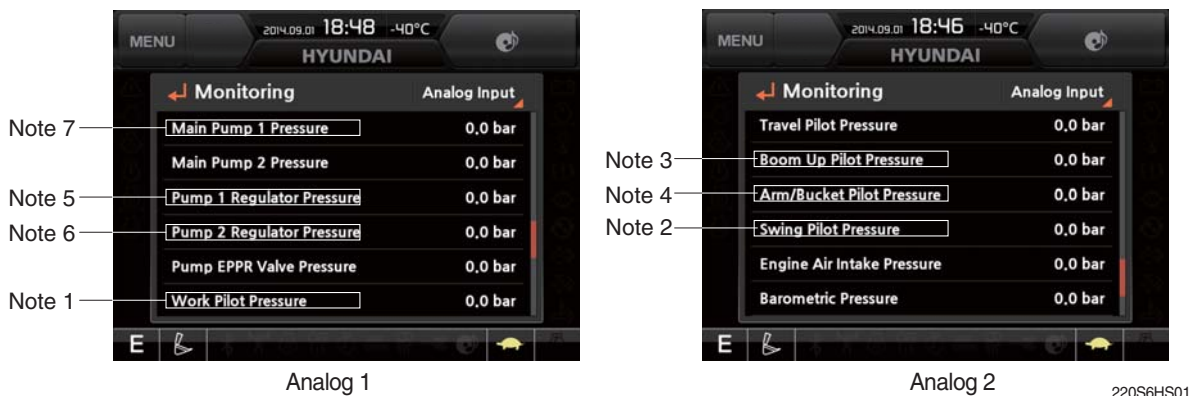 MENU
2014.09.01 18:48 -40°C
HYUNDAI
Monitoring Analog Input
Note 7 Main Pump 1 Pressure 0.0 bar
Main Pump 2 Pressure 0.0 bar
Note 5 Pump 1 Regulator Pressure 0.0 bar
Note 6 Pump 2 Regulator Pressure 0.0 bar
Pump EPPR Valve Pressure 0.0 bar
Note 1 Work Pilot Pressure 0.0 bar
E
Analog 1
MENU
2014.09.01 18:46 -40°C
HYUNDAI
Monitoring Analog Input
Travel Pilot Pressure 0.0 bar
Note 3 Boom Up Pilot Pressure 0.0 bar
Note 4 Arm/Bucket Pilot Pressure 0.0 bar
Note 2 Swing Pilot Pressure 0.0 bar
Engine Air Intake Pressure 0.0 bar
Barometric Pressure 0.0 bar
E
Analog 2
220S6HS01